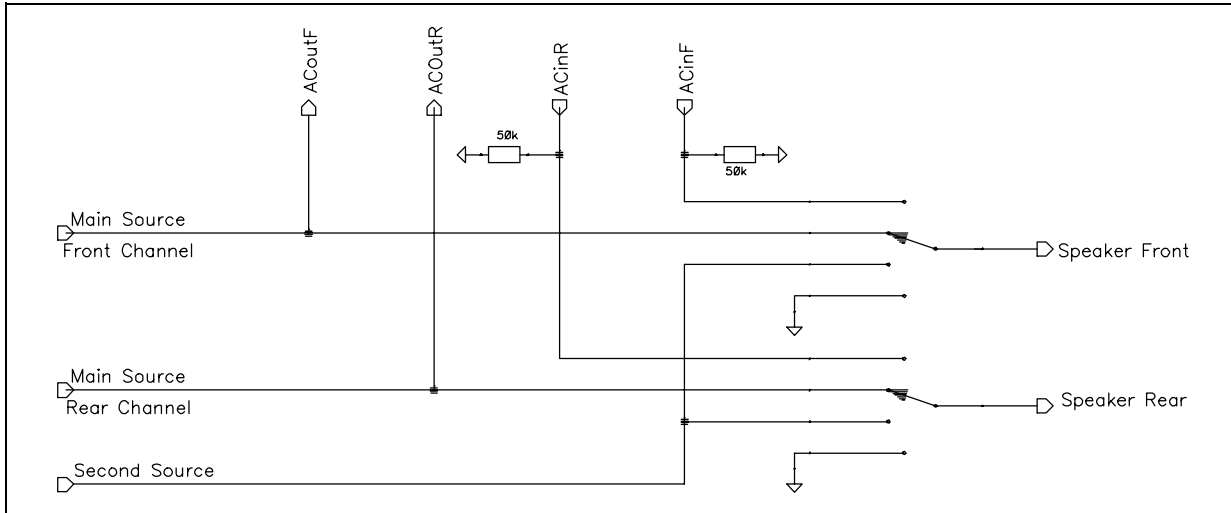 ACoutF
ACOutR
ACinR
ACinF
50k
50k
Main Source
Front Channel
Speaker Front
Main Source
Rear Channel
Speaker Rear
Second Source